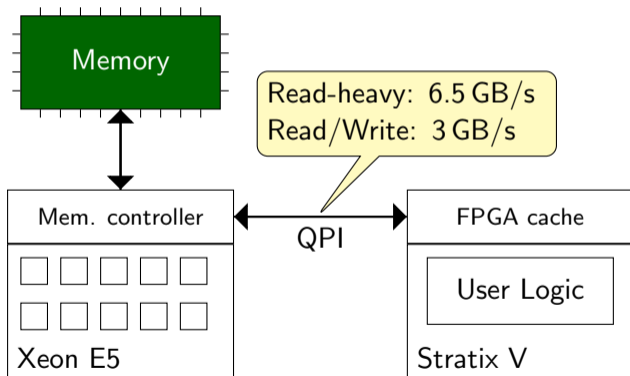 Memory
Read-heavy: 6.5 GB/s
Read/Write: 3 GB/s
Mem. controller
QPI
FPGA cache
User Logic
Xeon E5
Stratix V